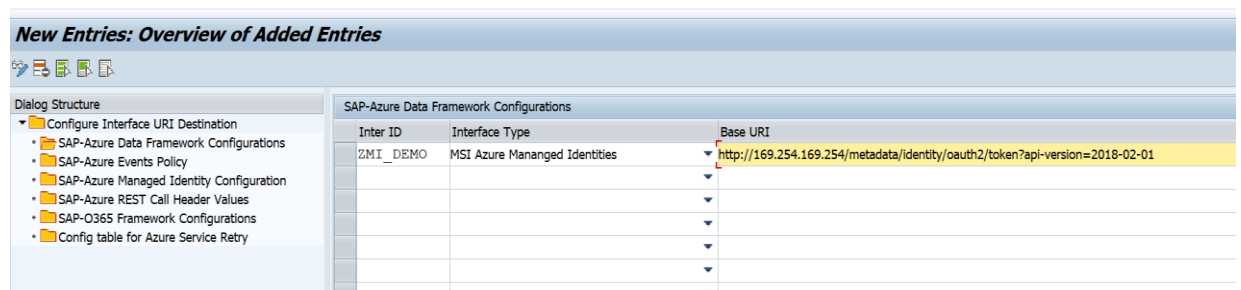 New Entries: Overview of Added Entries
Dialog Structure
Configure Interface URI Destination
SAP-Azure Data Framework Configurations
SAP-Azure Events Policy
SAP-Azure Managed Identity Configuration
SAP-Azure REST Call Header Values
SAP-O365 Framework Configurations
Config table for Azure Service Retry
SAP-Azure Data Framework Configurations
Inter ID Interface Type Base URI
ZMI_DEMO MSI Azure Mananged Identities http://169.254.169.254/metadata/identity/oauth2/token?api-version=2018-02-01